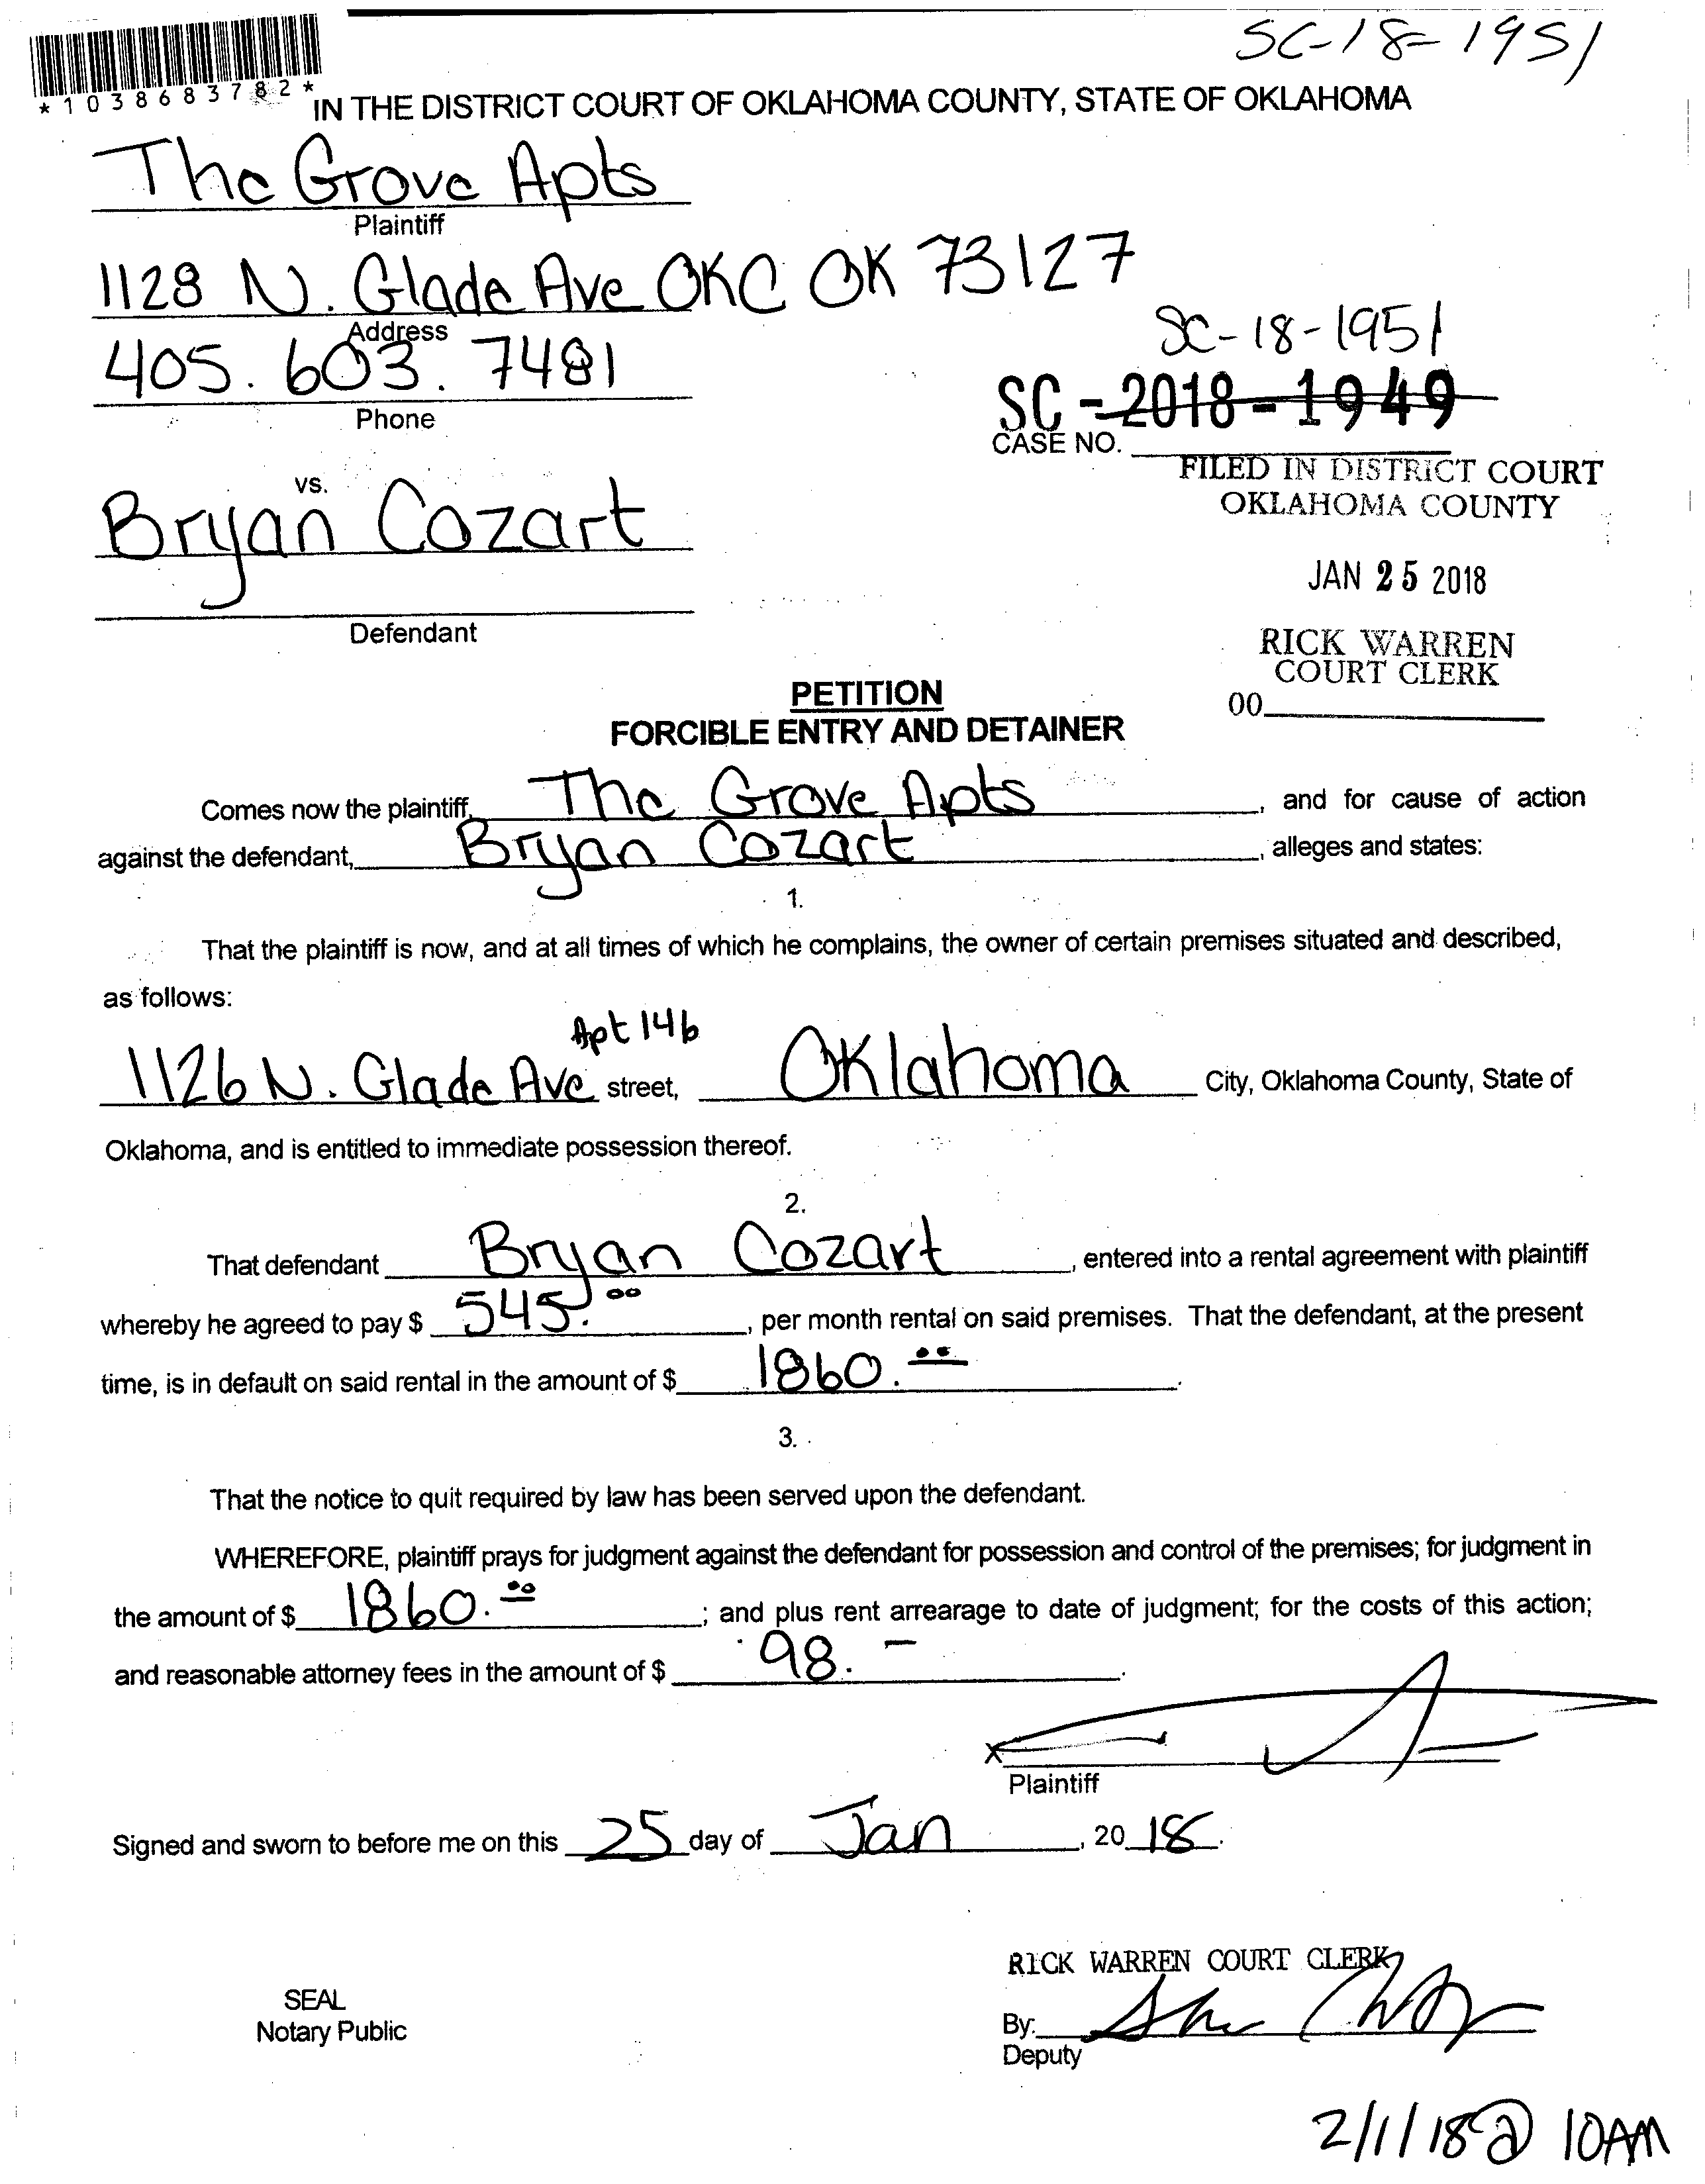 SC-18-1951
*1038683782*
IN THE DISTRICT COURT OF OKLAHOMA COUNTY, STATE OF OKLAHOMA
The Grove Apts
Plaintiff
1128 N. Glade Ave OKC OK 73127
Address
405. 603. 7481
Phone
SC-18-1951
SC-2018-1949
CASE NO.
FILED IN DISTRICT COURT
OKLAHOMA COUNTY
vs.
Bryan Cozart
JAN 25 2018
Defendant
RICK WARREN
COURT CLERK
00
PETITION
FORCIBLE ENTRY AND DETAINER
Comes now the plaintiff, The Grove Apts, and for cause of action
against the defendant, Bryan Cozart, alleges and states:
1.
That the plaintiff is now, and at all times of which he complains, the owner of certain premises situated and described,
as follows:
Apt 146
1126 N. Glade Ave street, Oklahoma City, Oklahoma County, State of
Oklahoma, and is entitled to immediate possession thereof.
2.
That defendant Bryan Cozart, entered into a rental agreement with plaintiff
whereby he agreed to pay $ 545.00, per month rental on said premises. That the defendant, at the present
time, is in default on said rental in the amount of $ 1860.00.
3.
That the notice to quit required by law has been served upon the defendant.
WHEREFORE, plaintiff prays for judgment against the defendant for possession and control of the premises; for judgment in
the amount of $ 1860.00; and plus rent arrearage to date of judgment; for the costs of this action;
and reasonable attorney fees in the amount of $ 98.-.
x
Plaintiff
Signed and sworn to before me on this 25 day of Jan, 20 18.
RICK WARREN COURT CLERK
SEAL
Notary Public
By:
Deputy
2/1/18 @ 10AM